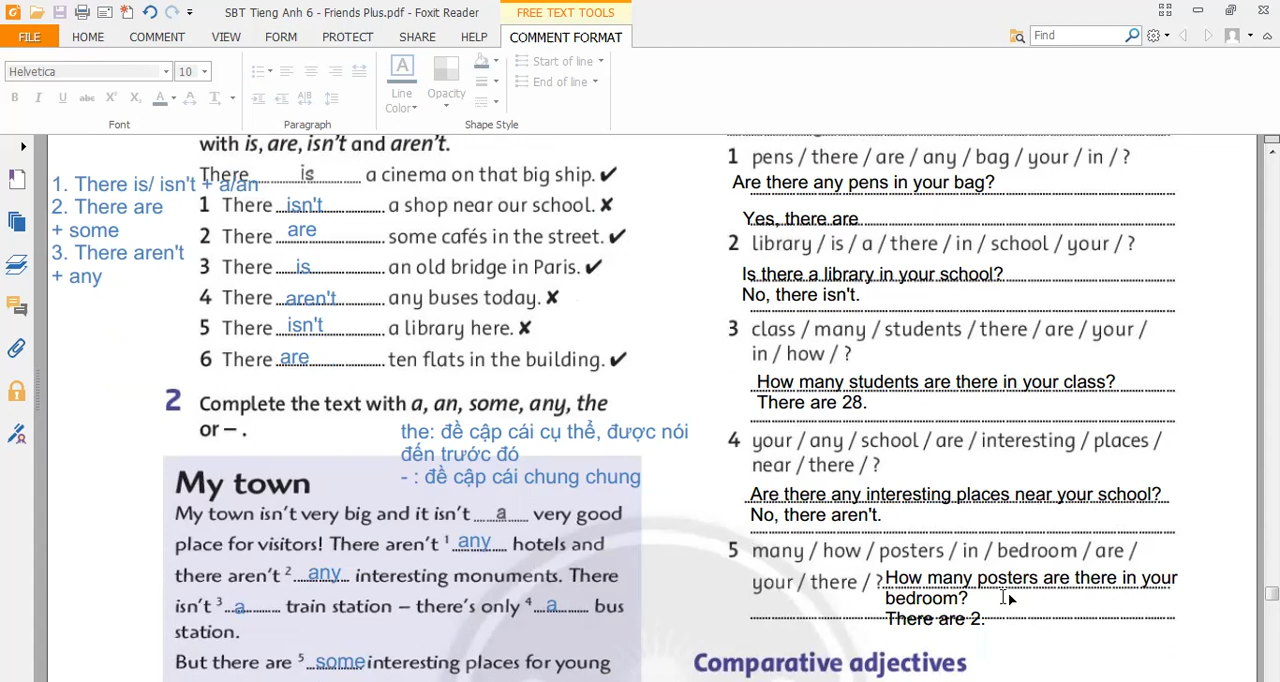 SBT Tieng Anh 6 - Friends Plus.pdf - Foxit Reader
FREE TEXT TOOLS
FILE HOME COMMENT VIEW FORM PROTECT SHARE HELP COMMENT FORMAT
Find
Helvetica 10
B I U abc X² X₂ A A T
Line Color
Opacity
Start of line
End of line
Font Paragraph Shape Style
with is, are, isn't and aren't.
There is a cinema on that big ship. ✔
1 There isn't a shop near our school. ✘
2 There are some cafés in the street. ✔
3 There is an old bridge in Paris. ✔
4 There aren't any buses today. ✘
5 There isn't a library here. ✘
6 There are ten flats in the building. ✔
1. There is/ isn't + a/an
2. There are
+ some
3. There aren't
+ any
2 Complete the text with a, an, some, any, the
or – .
the: đề cập cái cụ thể, được nói
đến trước đó
- : đề cập cái chung chung
My town
My town isn't very big and it isn't a very good
place for visitors! There aren't ¹ any hotels and
there aren't ² any interesting monuments. There
isn't ³ a train station – there's only ⁴ a bus
station.
But there are ⁵ some interesting places for young
1 pens / there / are / any / bag / your / in / ?
Are there any pens in your bag?
Yes, there are
2 library / is / a / there / in / school / your / ?
Is there a library in your school?
No, there isn't.
3 class / many / students / there / are / your /
in / how / ?
How many students are there in your class?
There are 28.
4 your / any / school / are / interesting / places /
near / there / ?
Are there any interesting places near your school?
No, there aren't.
5 many / how / posters / in / bedroom / are /
your / there / ?
How many posters are there in your
bedroom?
There are 2.
Comparative adjectives